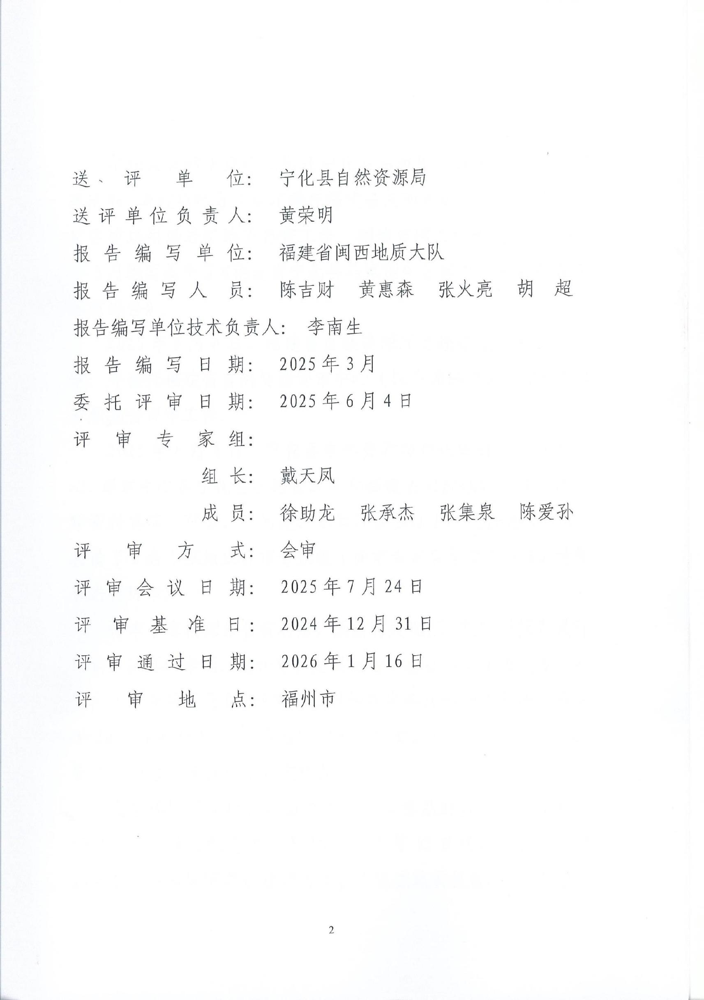 送、评单位：宁化县自然资源局
送评单位负责人：黄荣明
报告编写单位：福建省闽西地质大队
报告编写人员：陈吉财 黄惠森 张火亮 胡超
报告编写单位技术负责人：李南生
报告编写日期：2025年3月
委托评审日期：2025年6月4日
评审专家组：
组长：戴天凤
成员：徐助龙 张承杰 张集泉 陈爱孙
评审方式：会审
评审会议日期：2025年7月24日
评审基准日：2024年12月31日
评审通过日期：2026年1月16日
评审地点：福州市
2